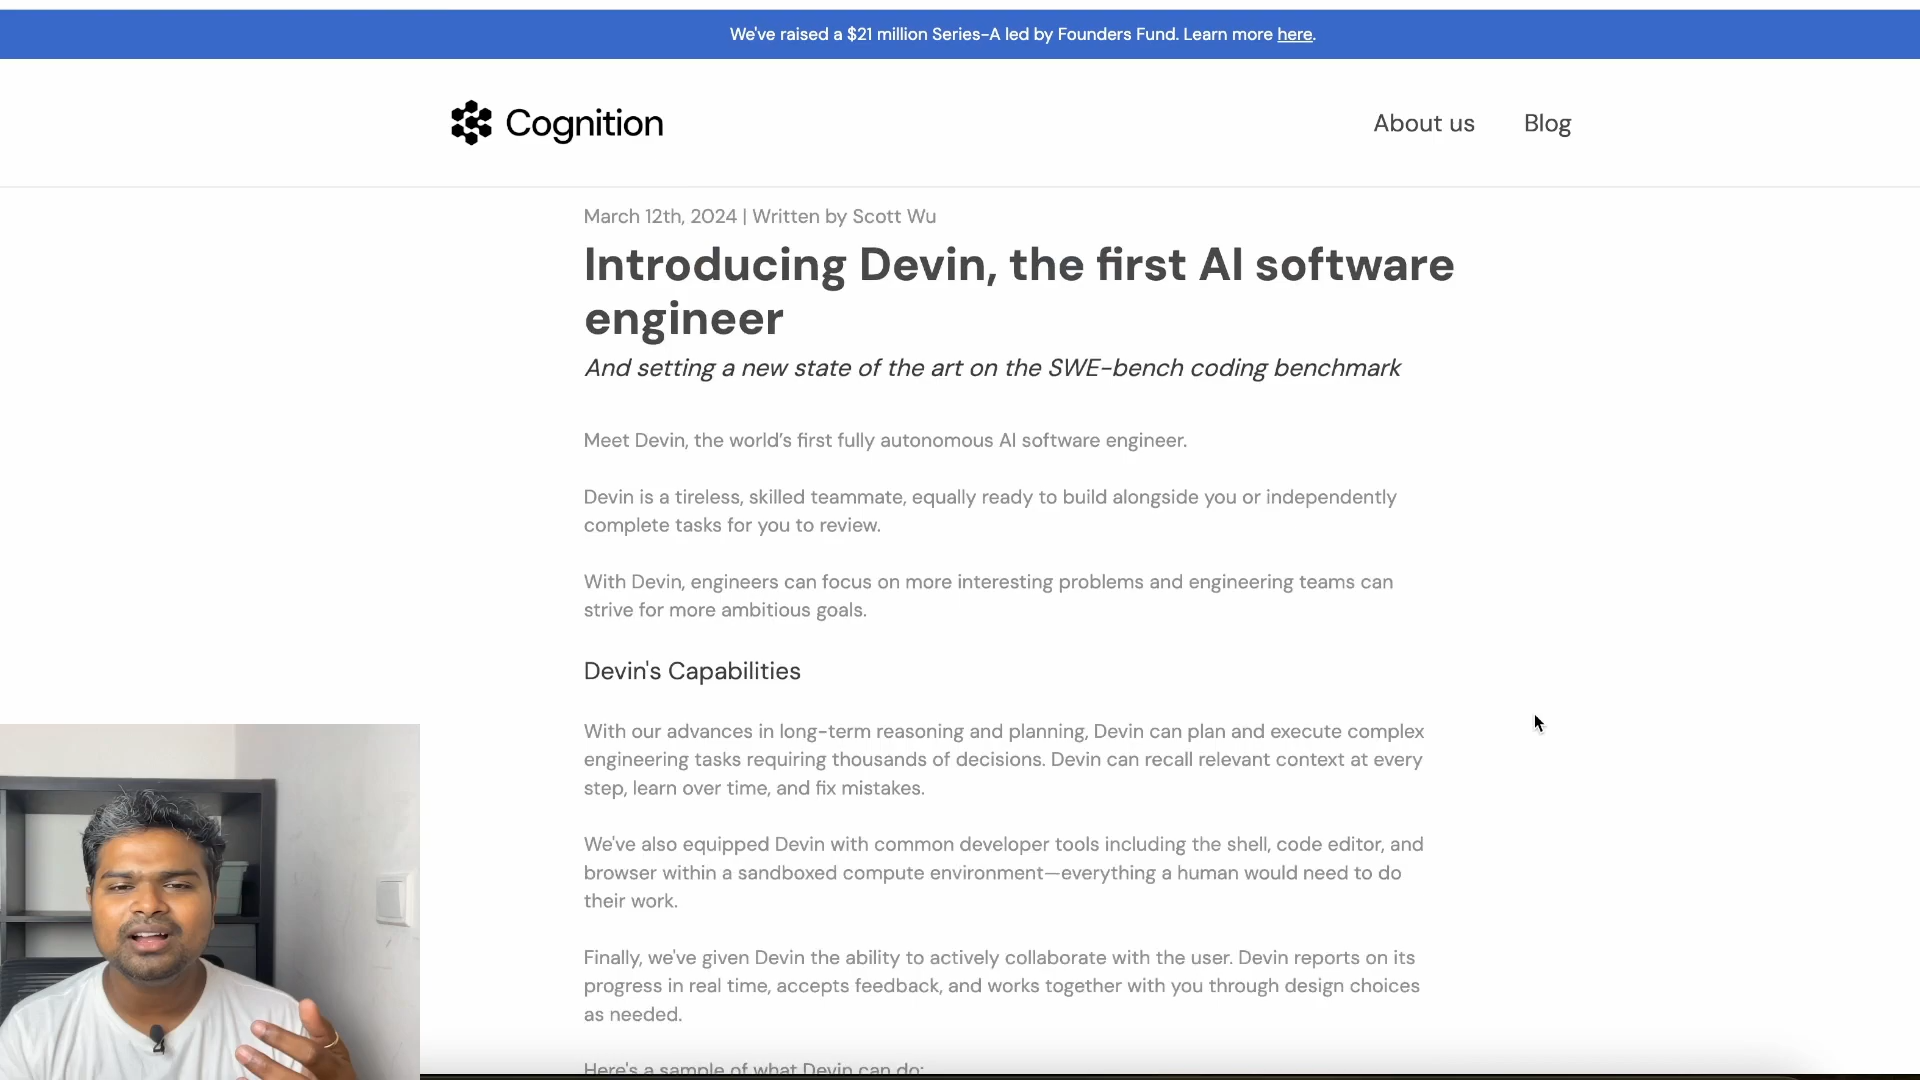 We've raised a $21 million Series-A led by Founders Fund. Learn more here.
Cognition
About us
Blog
March 12th, 2024 | Written by Scott Wu
Introducing Devin, the first AI software
engineer
And setting a new state of the art on the SWE-bench coding benchmark
Meet Devin, the world’s first fully autonomous AI software engineer.
Devin is a tireless, skilled teammate, equally ready to build alongside you or independently
complete tasks for you to review.
With Devin, engineers can focus on more interesting problems and engineering teams can
strive for more ambitious goals.
Devin's Capabilities
With our advances in long-term reasoning and planning, Devin can plan and execute complex
engineering tasks requiring thousands of decisions. Devin can recall relevant context at every
step, learn over time, and fix mistakes.
We've also equipped Devin with common developer tools including the shell, code editor, and
browser within a sandboxed compute environment—everything a human would need to do
their work.
Finally, we've given Devin the ability to actively collaborate with the user. Devin reports on its
progress in real time, accepts feedback, and works together with you through design choices
as needed.
Here's a sample of what Devin can do: